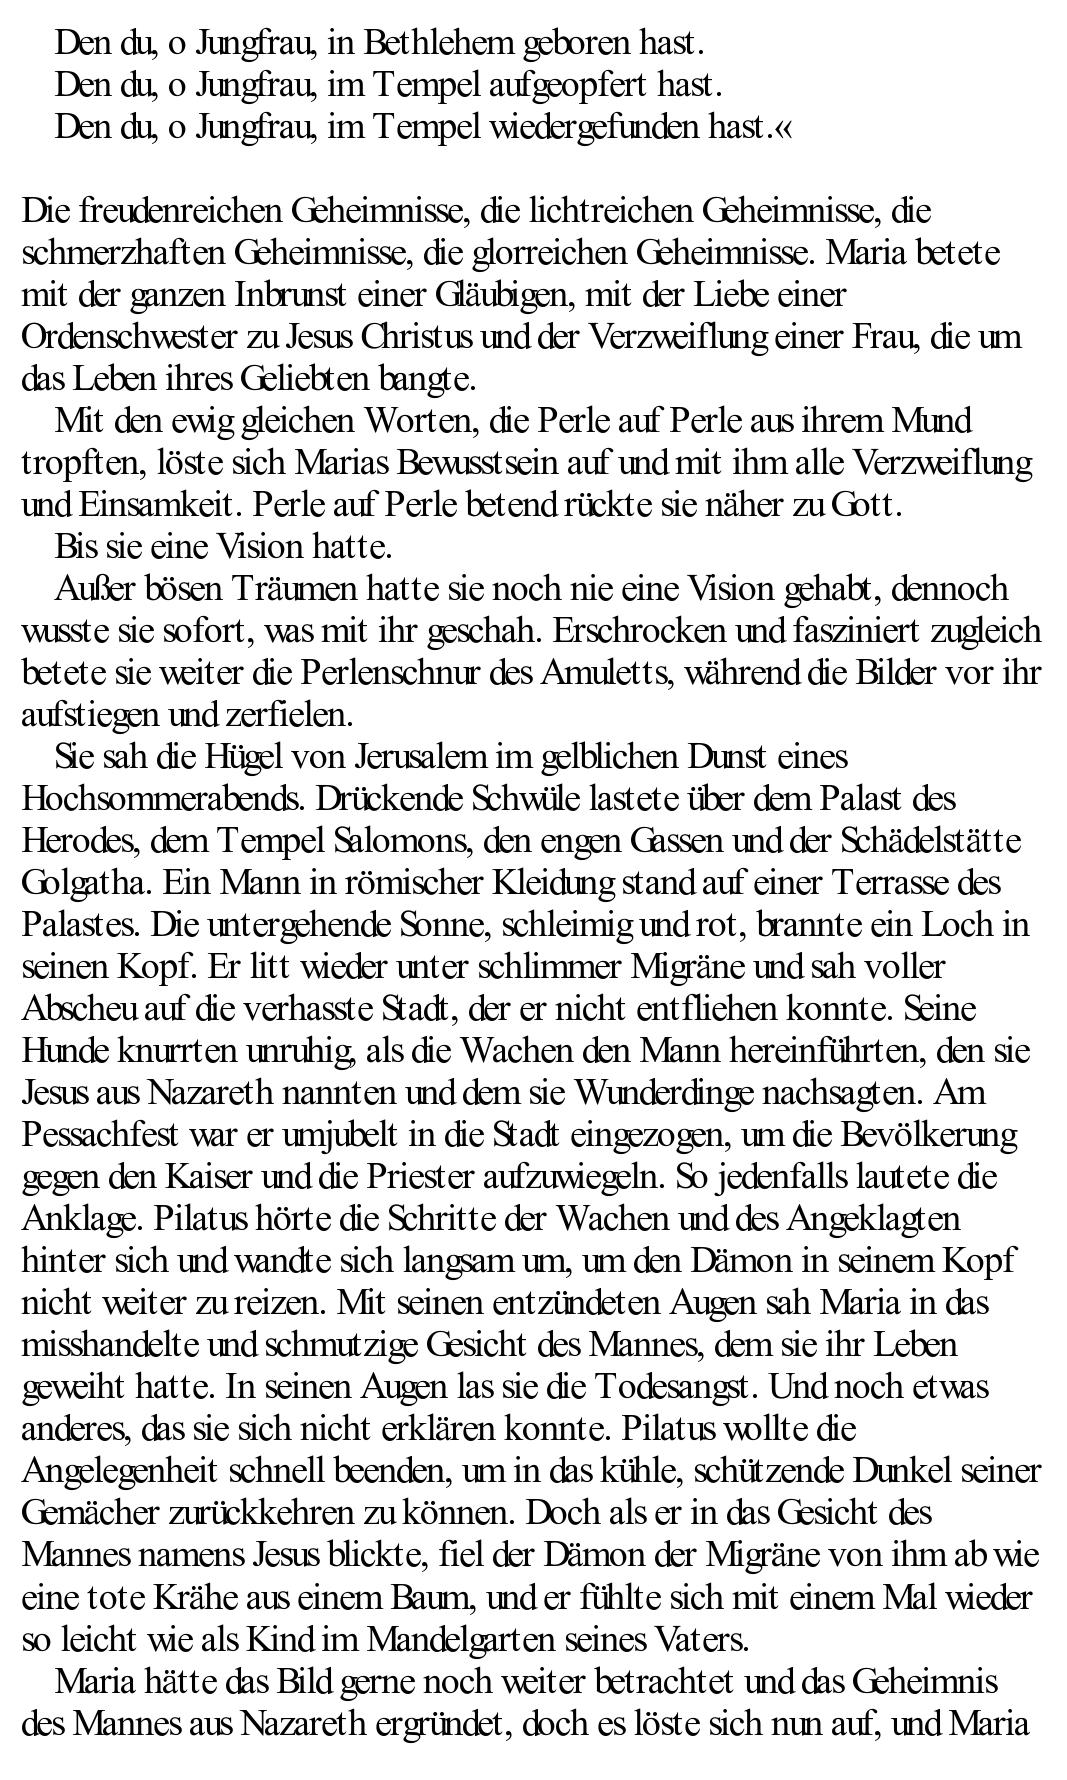 Den du, o Jungfrau, in Bethlehem geboren hast.
Den du, o Jungfrau, im Tempel aufgeopfert hast.
Den du, o Jungfrau, im Tempel wiedergefunden hast.«
Die freudenreichen Geheimnisse, die lichtreichen Geheimnisse, die
schmerzhaften Geheimnisse, die glorreichen Geheimnisse. Maria betete
mit der ganzen Inbrunst einer Gläubigen, mit der Liebe einer
Ordenschwester zu Jesus Christus und der Verzweiflung einer Frau, die um
das Leben ihres Geliebten bangte.
Mit den ewig gleichen Worten, die Perle auf Perle aus ihrem Mund
tropften, löste sich Marias Bewusstsein auf und mit ihm alle Verzweiflung
und Einsamkeit. Perle auf Perle betend rückte sie näher zu Gott.
Bis sie eine Vision hatte.
Außer bösen Träumen hatte sie noch nie eine Vision gehabt, dennoch
wusste sie sofort, was mit ihr geschah. Erschrocken und fasziniert zugleich
betete sie weiter die Perlenschnur des Amuletts, während die Bilder vor ihr
aufstiegen und zerfielen.
Sie sah die Hügel von Jerusalem im gelblichen Dunst eines
Hochsommerabends. Drückende Schwüle lastete über dem Palast des
Herodes, dem Tempel Salomons, den engen Gassen und der Schädelstätte
Golgatha. Ein Mann in römischer Kleidung stand auf einer Terrasse des
Palastes. Die untergehende Sonne, schleimig und rot, brannte ein Loch in
seinen Kopf. Er litt wieder unter schlimmer Migräne und sah voller
Abscheu auf die verhasste Stadt, der er nicht entfliehen konnte. Seine
Hunde knurrten unruhig, als die Wachen den Mann hereinführten, den sie
Jesus aus Nazareth nannten und dem sie Wunderdinge nachsagten. Am
Pessachfest war er umjubelt in die Stadt eingezogen, um die Bevölkerung
gegen den Kaiser und die Priester aufzuwiegeln. So jedenfalls lautete die
Anklage. Pilatus hörte die Schritte der Wachen und des Angeklagten
hinter sich und wandte sich langsam um, um den Dämon in seinem Kopf
nicht weiter zu reizen. Mit seinen entzündeten Augen sah Maria in das
misshandelte und schmutzige Gesicht des Mannes, dem sie ihr Leben
geweiht hatte. In seinen Augen las sie die Todesangst. Und noch etwas
anderes, das sie sich nicht erklären konnte. Pilatus wollte die
Angelegenheit schnell beenden, um in das kühle, schützende Dunkel seiner
Gemächer zurückkehren zu können. Doch als er in das Gesicht des
Mannes namens Jesus blickte, fiel der Dämon der Migräne von ihm ab wie
eine tote Krähe aus einem Baum, und er fühlte sich mit einem Mal wieder
so leicht wie als Kind im Mandelgarten seines Vaters.
Maria hätte das Bild gerne noch weiter betrachtet und das Geheimnis
des Mannes aus Nazareth ergründet, doch es löste sich nun auf, und Maria